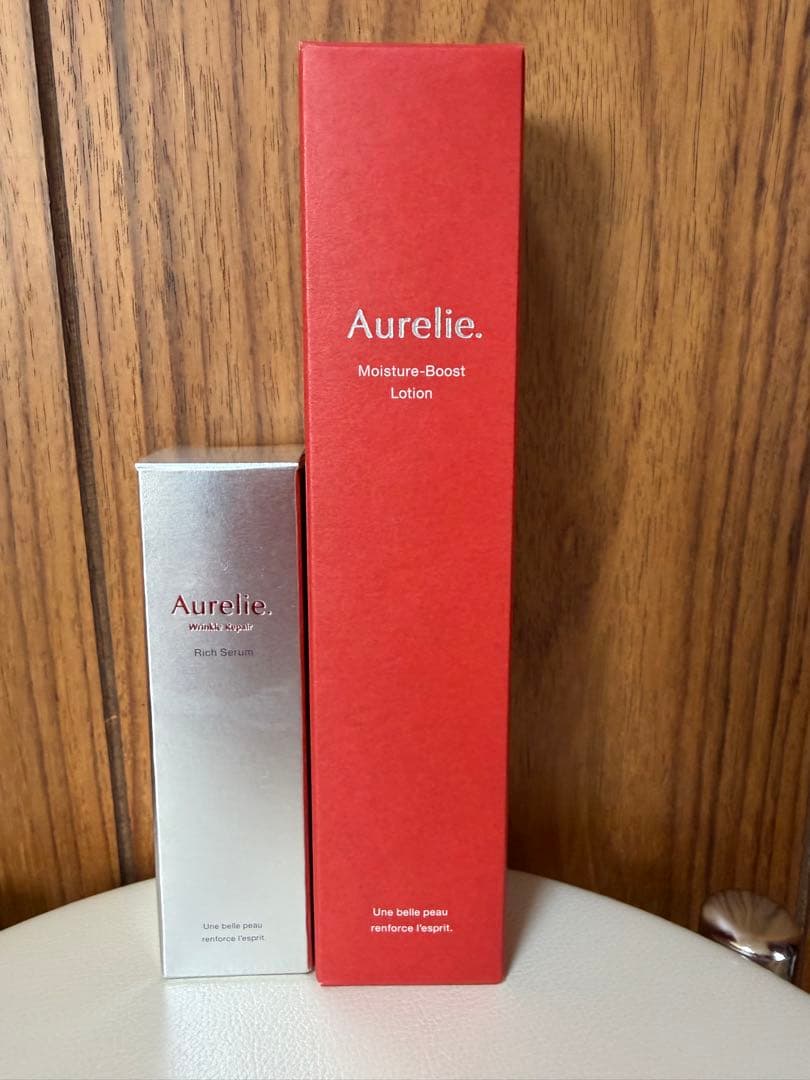 Aurelie.
Wrinkle Repair
Rich Serum
Une belle peau
renforce l'esprit.
Aurelie.
Moisture-Boost
Lotion
Une belle peau
renforce l'esprit.